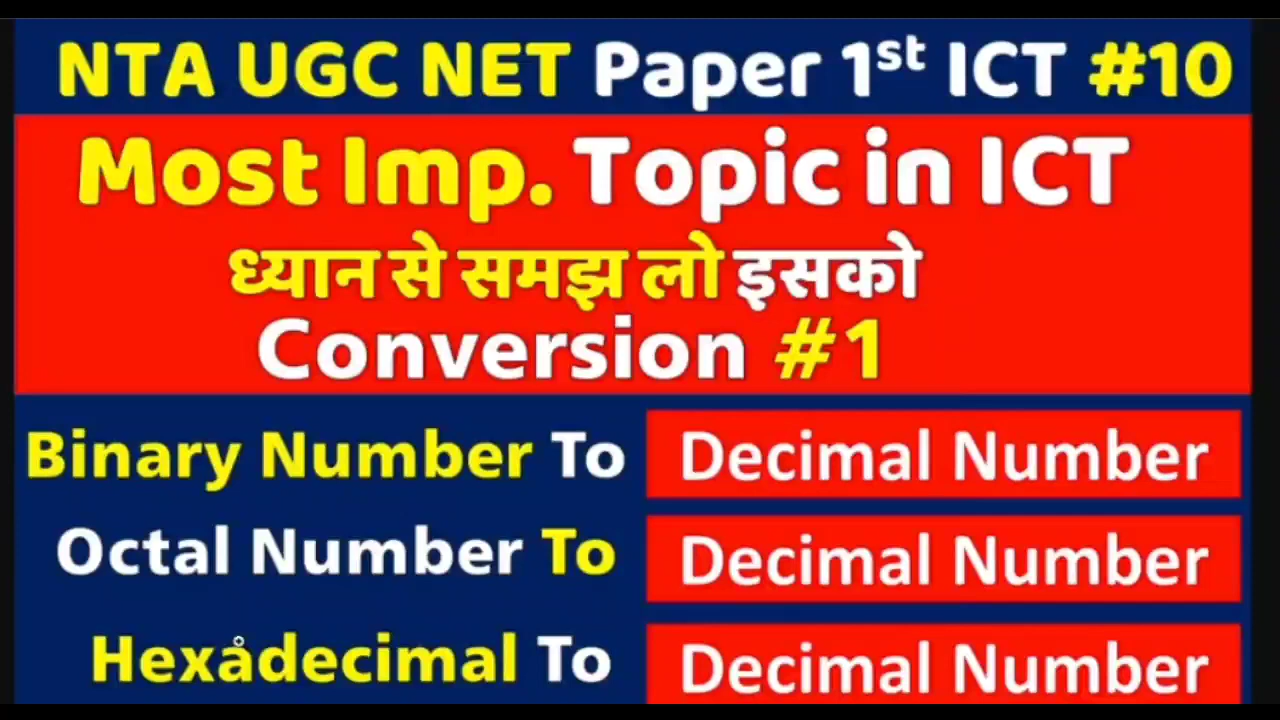 NTA UGC NET Paper 1st ICT #10
Most Imp. Topic in ICT
ध्यान से समझ लो इसको
Conversion #1
Binary Number To Decimal Number
Octal Number To Decimal Number
Hexadecimal To Decimal Number